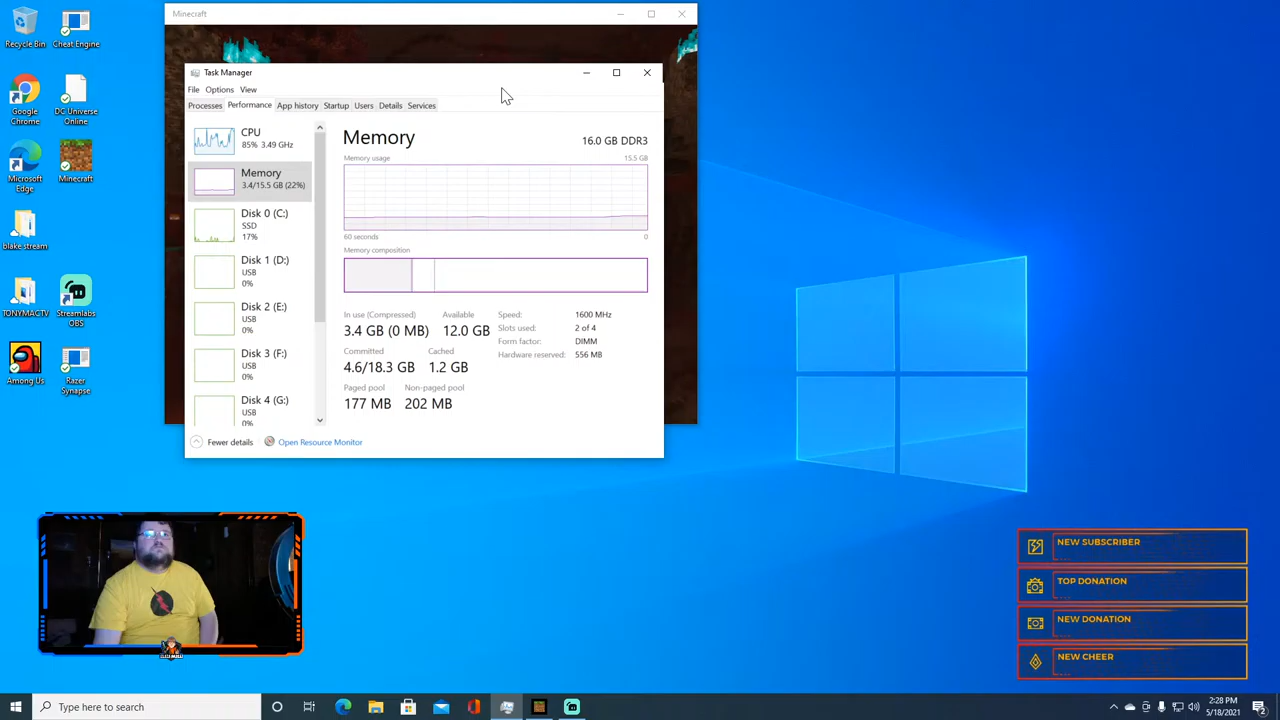 Minecraft
Recycle Bin
Cheat Engine
Google Chrome
DC Universe Online
Microsoft Edge
Minecraft
blake stream
TONYMACTV
Streamlabs OBS
Among Us
Razer Synapse
Task Manager
File Options View
Processes Performance App history Startup Users Details Services
CPU
85% 3.49 GHz
Memory
3.4/15.5 GB (22%)
Disk 0 (C:)
SSD
17%
Disk 1 (D:)
USB
0%
Disk 2 (E:)
USB
0%
Disk 3 (F:)
USB
0%
Disk 4 (G:)
USB
0%
Memory 16.0 GB DDR3
Memory usage 15.5 GB
60 seconds 0
Memory composition
In use (Compressed) Available
3.4 GB (0 MB) 12.0 GB
Committed Cached
4.6/18.3 GB 1.2 GB
Paged pool Non-paged pool
177 MB 202 MB
Speed: 1600 MHz
Slots used: 2 of 4
Form factor: DIMM
Hardware reserved: 556 MB
Fewer details Open Resource Monitor
NEW SUBSCRIBER
TOP DONATION
NEW DONATION
NEW CHEER
Type here to search
2:28 PM
5/18/2021
2